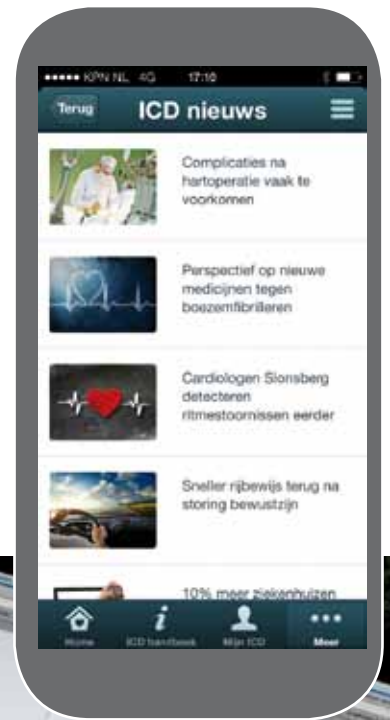 KPN NL 4G 17:10
Terug ICD nieuws
Complicaties na
hartoperatie vaak te
voorkomen
Perspectief op nieuwe
medicijnen tegen
boezemfibrilleren
Cardiologen Sionsberg
detecteren
ritmestoornissen eerder
Sneller rijbewijs terug na
storing bewustzijn
10% meer ziekenhuizen
Home ICD handboek Mijn ICD Meer